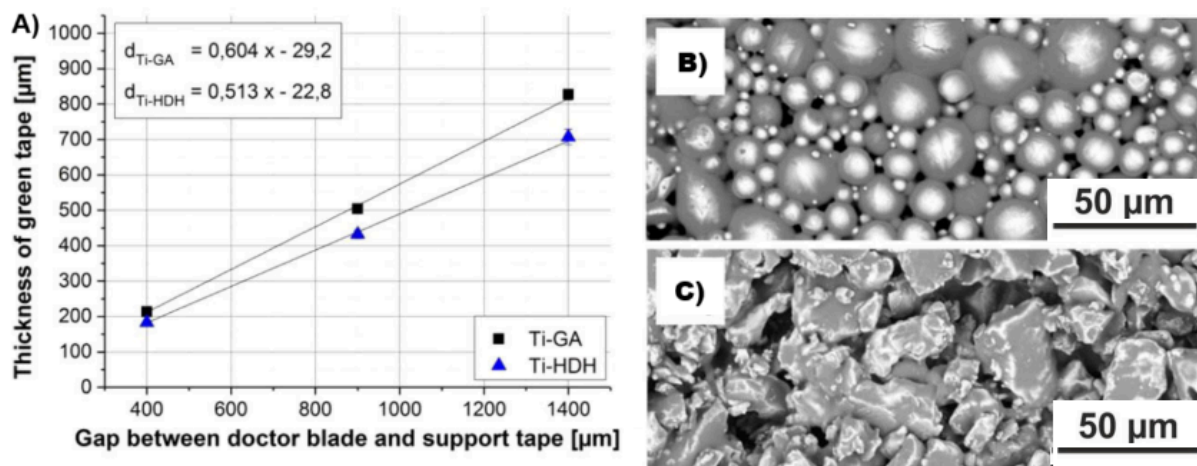 A)
1000
900
800
700
600
500
400
300
200
100
0
Thickness of green tape [µm]
d_Ti-GA = 0,604 x - 29,2
d_Ti-HDH = 0,513 x - 22,8
Ti-GA
Ti-HDH
400 600 800 1000 1200 1400
Gap between doctor blade and support tape [µm]
B)
50 µm
C)
50 µm